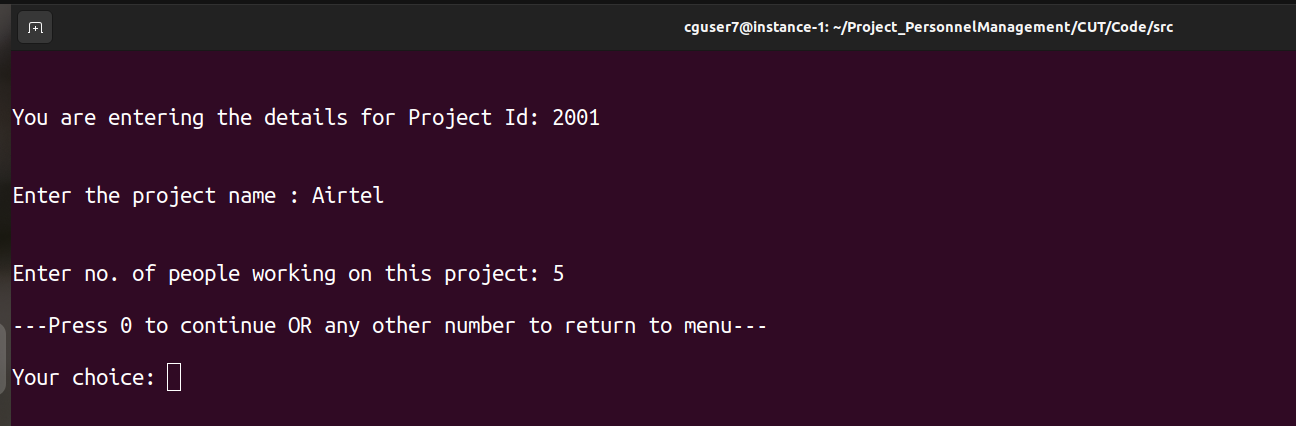 cguser7@instance-1: ~/Project_PersonnelManagement/CUT/Code/src
You are entering the details for Project Id: 2001
Enter the project name : Airtel
Enter no. of people working on this project: 5
---Press 0 to continue OR any other number to return to menu---
Your choice: